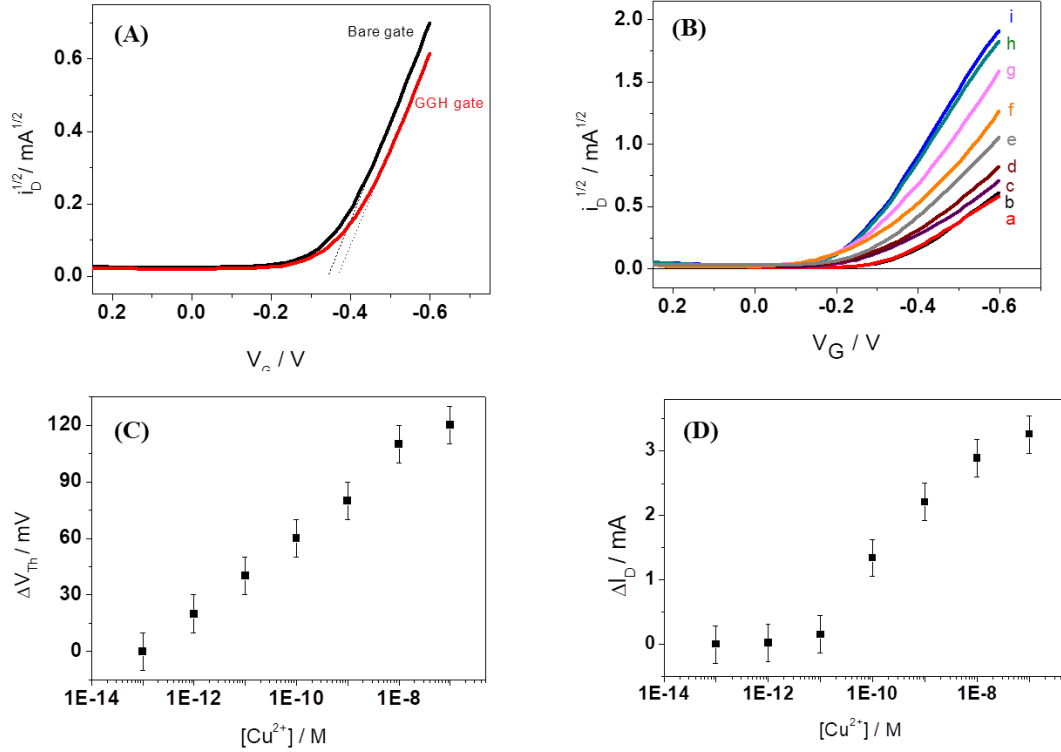 (A)
Bare gate
GGH gate
0.6
0.4
0.2
0.0
i_D^1/2 / mA^1/2
0.2 0.0 -0.2 -0.4 -0.6
V_G / V
(B)
i
h
g
f
e
d
c
b
a
2.0
1.5
1.0
0.5
0.0
i_D^1/2 / mA^1/2
0.2 0.0 -0.2 -0.4 -0.6
V_G / V
(C)
120
90
60
30
0
ΔV_Th / mV
1E-14 1E-12 1E-10 1E-8
[Cu²⁺] / M
(D)
3
2
1
0
ΔI_D / mA
1E-14 1E-12 1E-10 1E-8
[Cu²⁺] / M